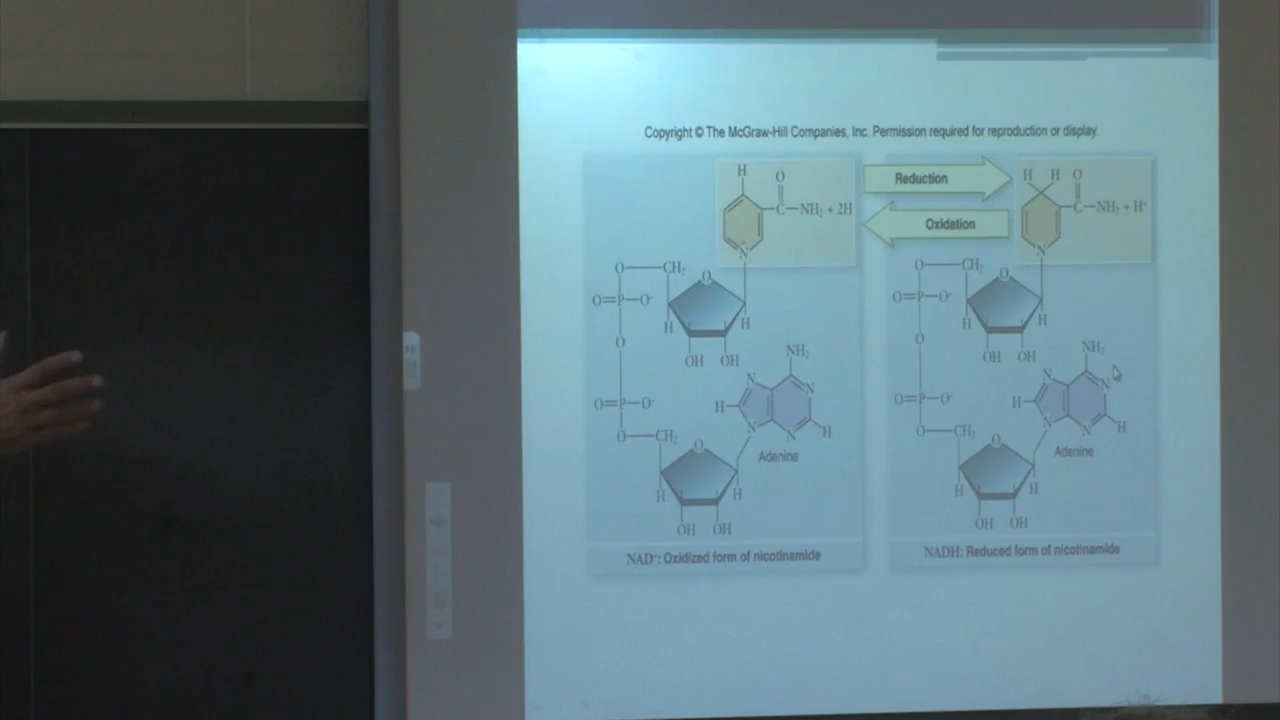 Copyright © The McGraw-Hill Companies, Inc. Permission required for reproduction or display.
Reduction
Oxidation
H
O
C—NH₂ + 2H
N⁺
O—CH₂
O
O=P—O⁻
H
H
O
OH OH
NH₂
N
N
H
O=P—O⁻
N
N
H
O—CH₂
O
Adenine
H
H
OH OH
NAD⁺: Oxidized form of nicotinamide
H H O
C—NH₂ + H⁺
N
O—CH₂
O
O=P—O⁻
H
H
O
OH OH
NH₂
N
N
H
O=P—O⁻
N
N
H
O—CH₂
O
Adenine
H
H
OH OH
NADH: Reduced form of nicotinamide